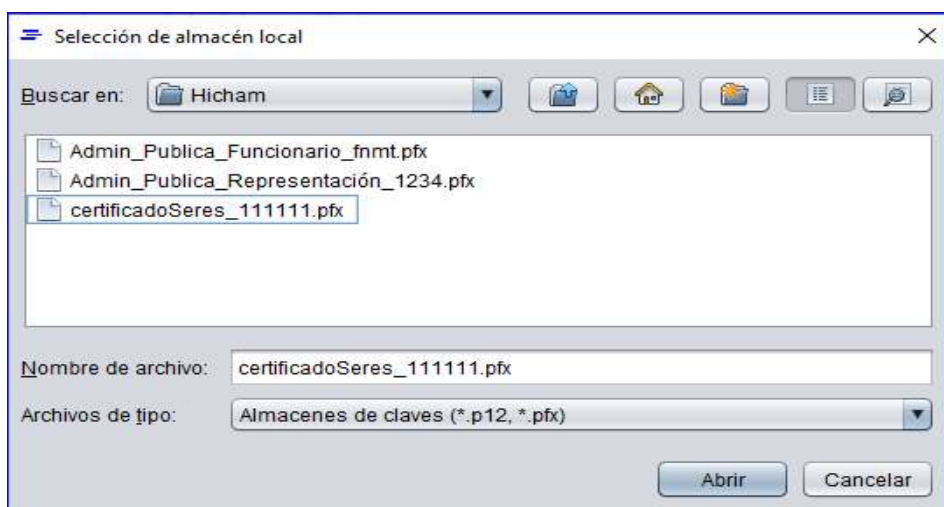 Selección de almacén local
Buscar en: Hicham
Admin_Publica_Funcionario_fnmt.pfx
Admin_Publica_Representación_1234.pfx
certificadoSeres_111111.pfx
Nombre de archivo: certificadoSeres_111111.pfx
Archivos de tipo: Almacenes de claves (*.p12, *.pfx)
Abrir Cancelar